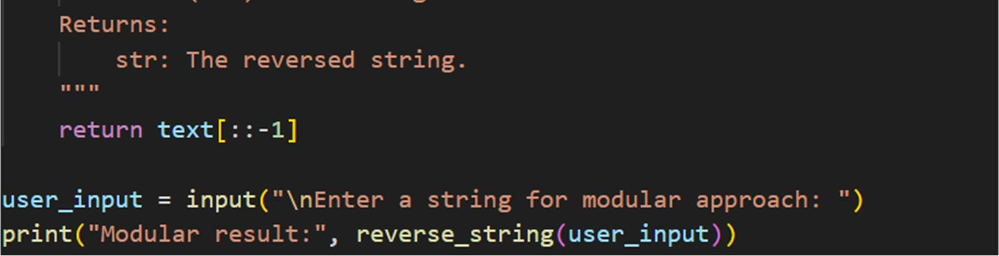 Returns:
str: The reversed string.
"""
return text[::-1]
user_input = input("\nEnter a string for modular approach: ")
print("Modular result:", reverse_string(user_input))